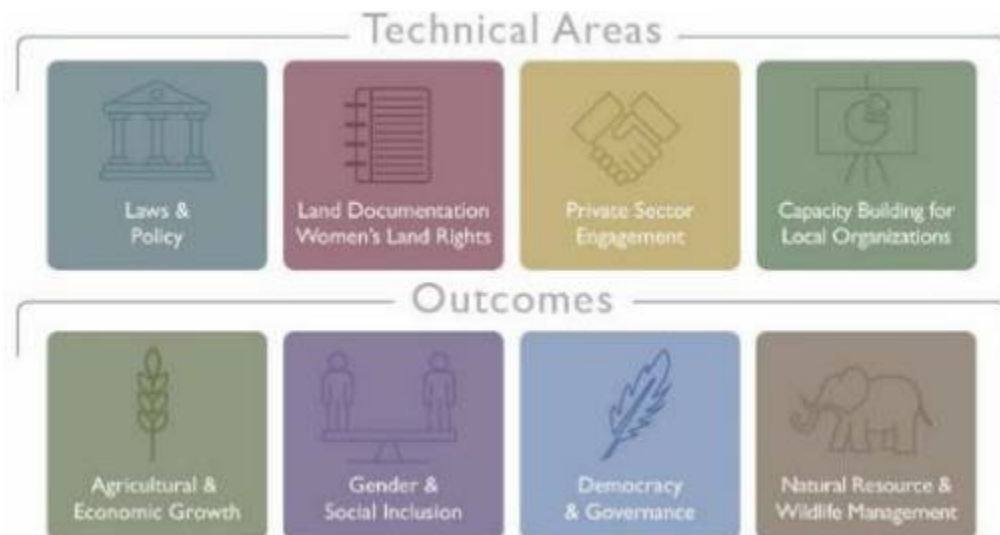 Technical Areas
Laws &
Policy
Land Documentation
Women's Land Rights
Private Sector
Engagement
Capacity Building for
Local Organizations
Outcomes
Agricultural &
Economic Growth
Gender &
Social Inclusion
Democracy
& Governance
Natural Resource &
Wildlife Management